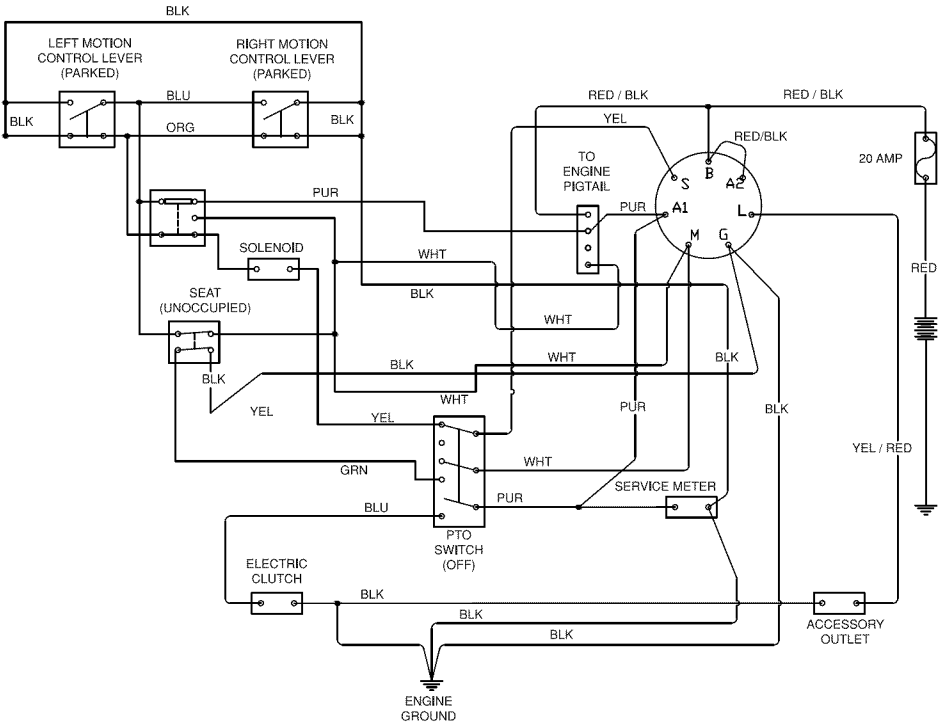 BLK
LEFT MOTION
CONTROL LEVER
(PARKED)
RIGHT MOTION
CONTROL LEVER
(PARKED)
BLU
RED / BLK
RED / BLK
BLK
BLK
YEL
ORG
RED/BLK
20 AMP
TO
ENGINE
PIGTAIL
B
S
A2
PUR
PUR
A1
L
M
G
SOLENOID
WHT
RED
SEAT
(UNOCCUPIED)
BLK
WHT
BLK
WHT
BLK
BLK
WHT
YEL
YEL
PUR
BLK
GRN
WHT
YEL / RED
SERVICE METER
PUR
BLU
PTO
SWITCH
(OFF)
ELECTRIC
CLUTCH
BLK
BLK
BLK
ACCESSORY
OUTLET
ENGINE
GROUND